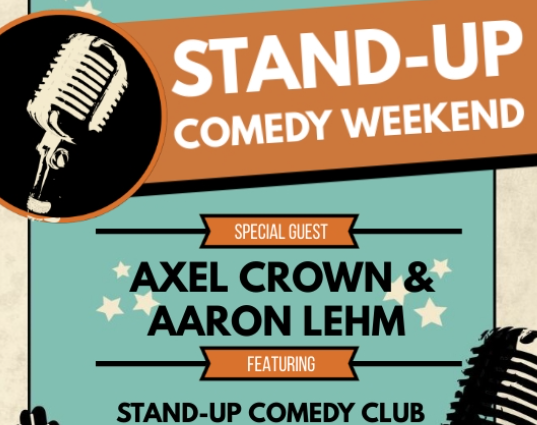 STAND-UP
COMEDY WEEKEND
SPECIAL GUEST
AXEL CROWN &
AARON LEHM
FEATURING
STAND-UP COMEDY CLUB